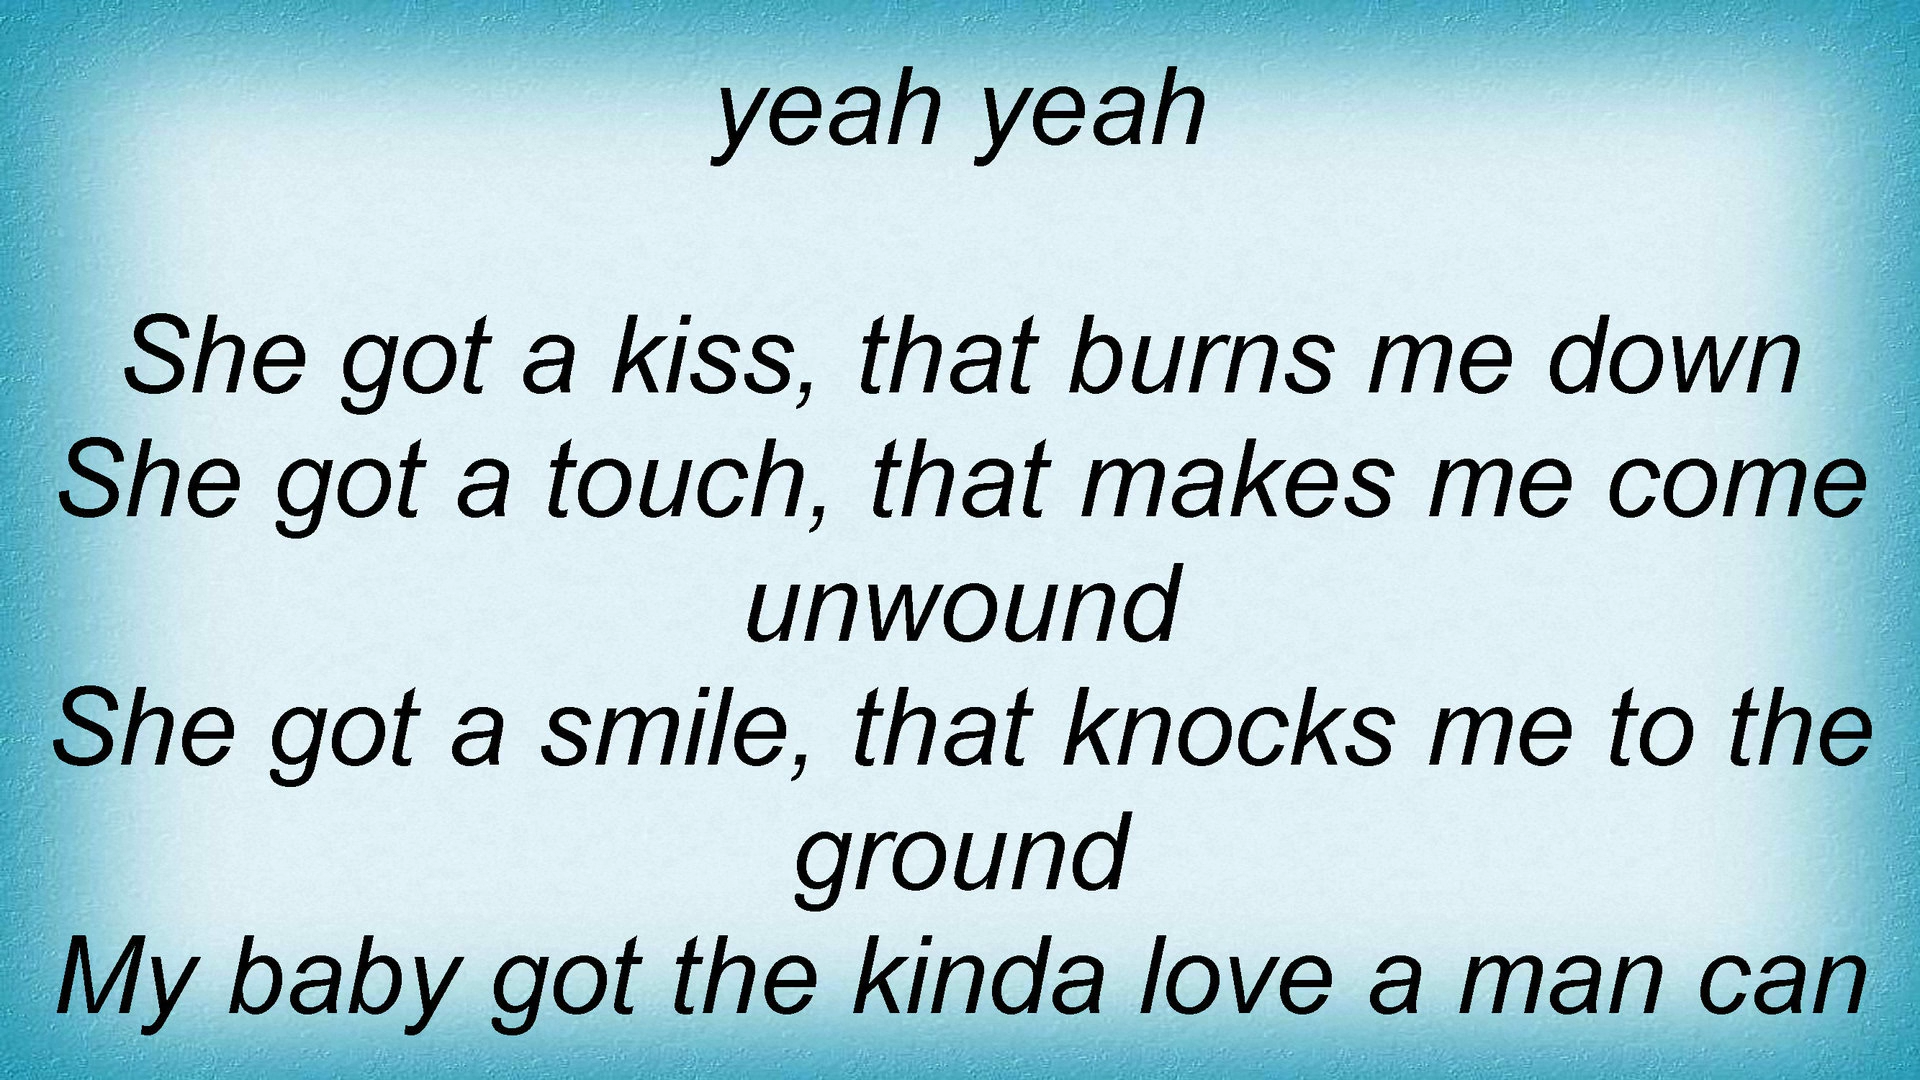 yeah yeah
She got a kiss, that burns me down
She got a touch, that makes me come
unwound
She got a smile, that knocks me to the
ground
My baby got the kinda love a man can